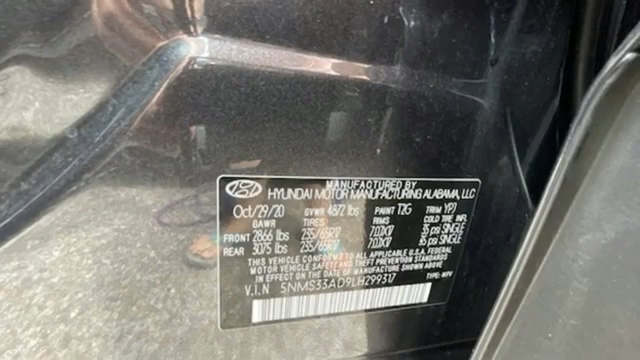 MANUFACTURED BY
HYUNDAI MOTOR MANUFACTURING ALABAMA, LLC
Oct/29/20 GVWR 4872 lbs PAINT T2G TRIM YP7
GAWR TIRES RIMS COLD TIRE INFL.
FRONT 2866 lbs 235/65R17 7.0JX17 35 psi SINGLE
REAR 3075 lbs 235/65R17 7.0JX17 35 psi SINGLE
THIS VEHICLE CONFORMS TO ALL APPLICABLE U.S.A. FEDERAL
MOTOR VEHICLE SAFETY, BUMPER, AND THEFT PREVENTION STANDARDS
IN EFFECT ON THE DATE OF MANUFACTURE SHOWN ABOVE.
V.I.N 5NMS33AD9LH299317 TYPE: MPV